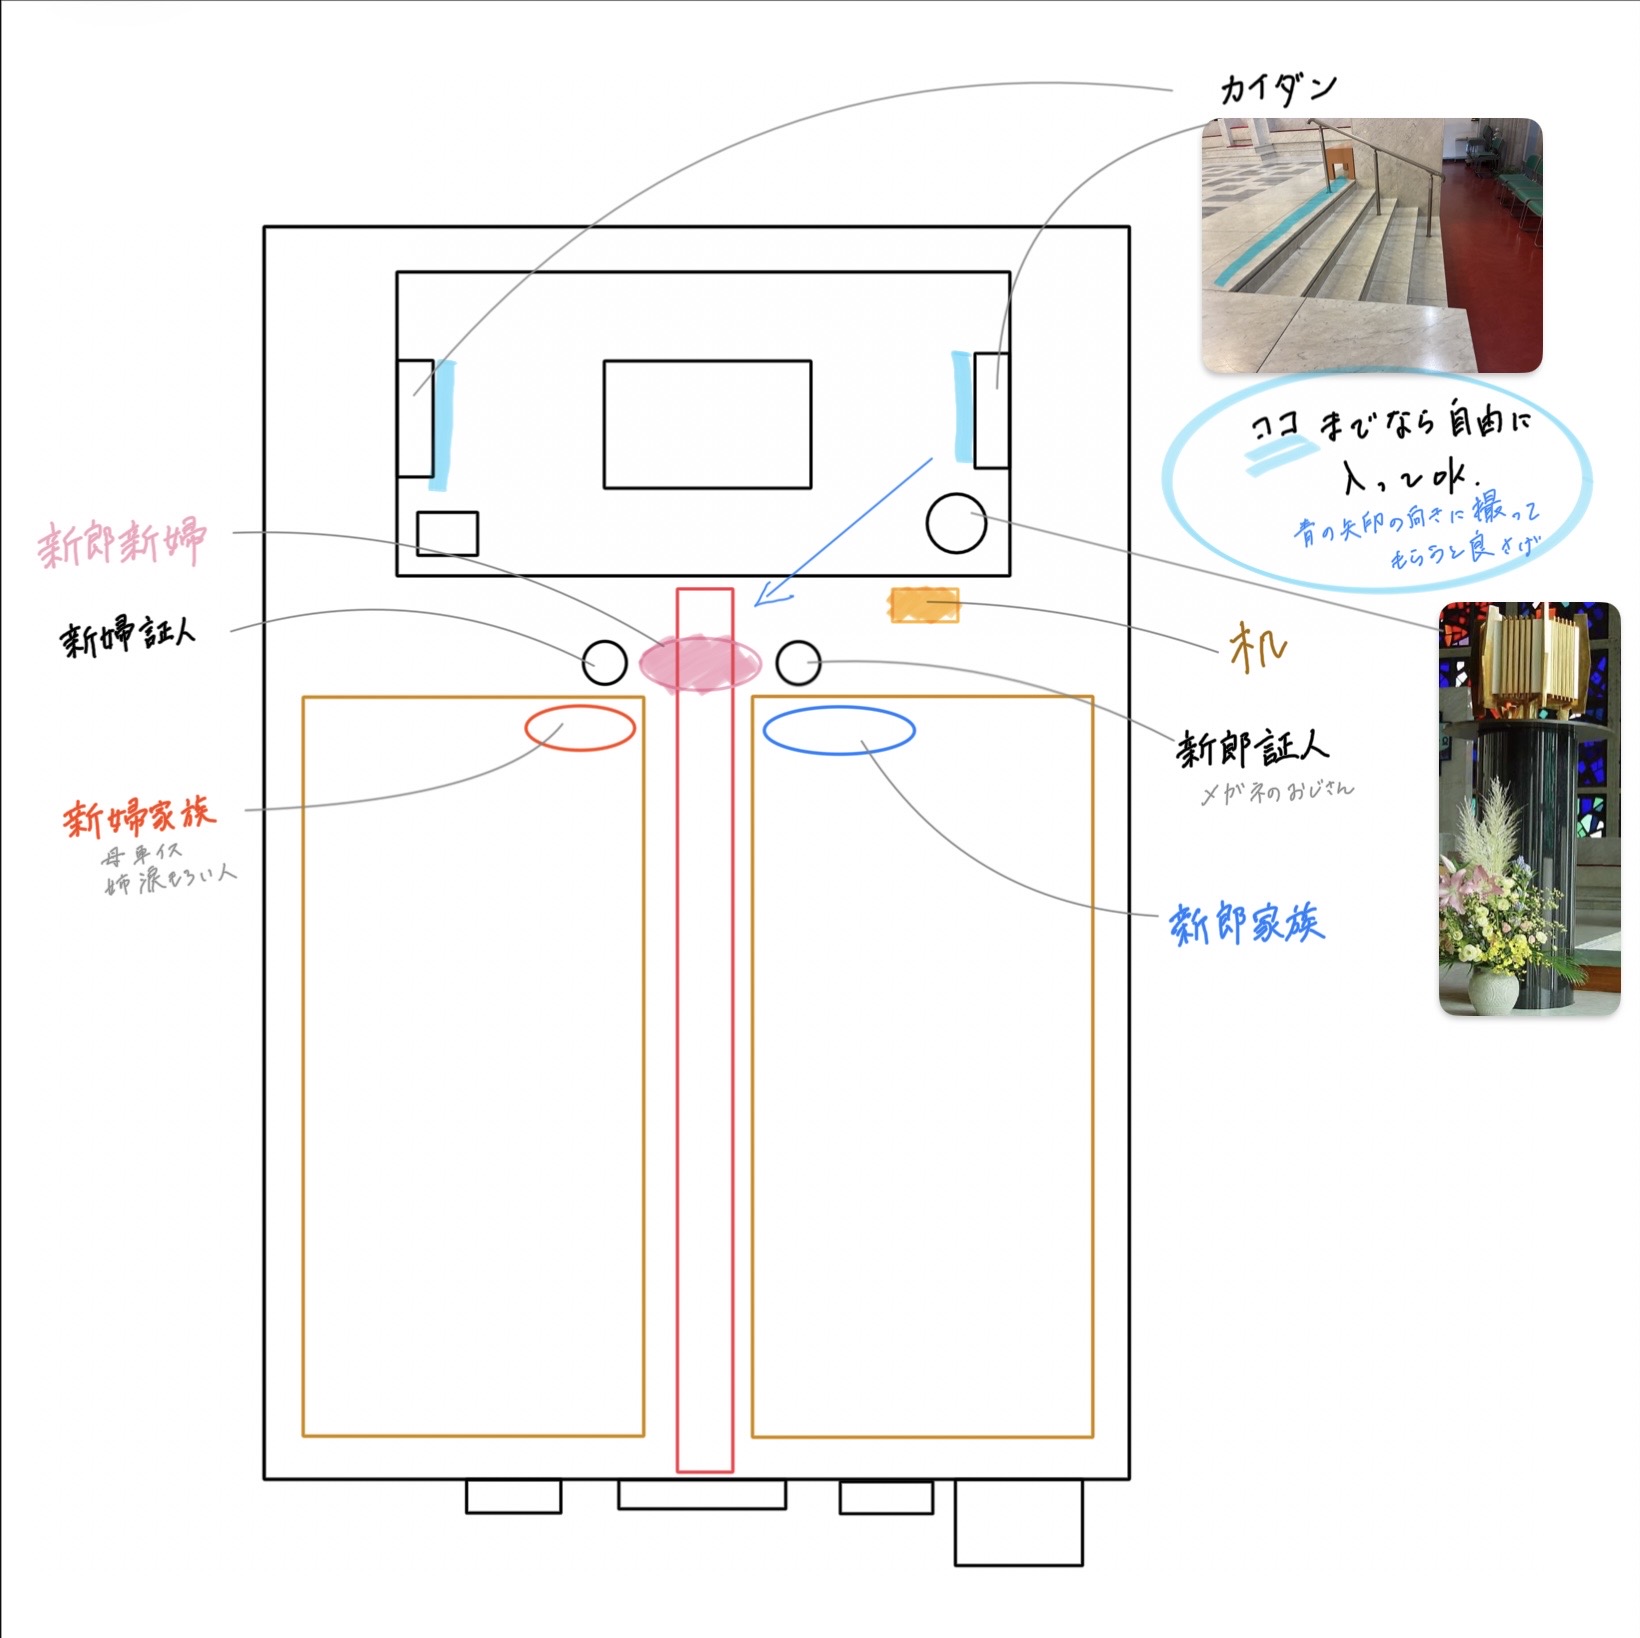 カイダン
ココまでなら自由に
入ってOK.
青の矢印の向きに撮って
もらうと良さげ
新郎新婦
新婦証人
机
新郎証人
メガネのおじさん
新婦家族
母車イス
姉涙もろい人
新郎家族